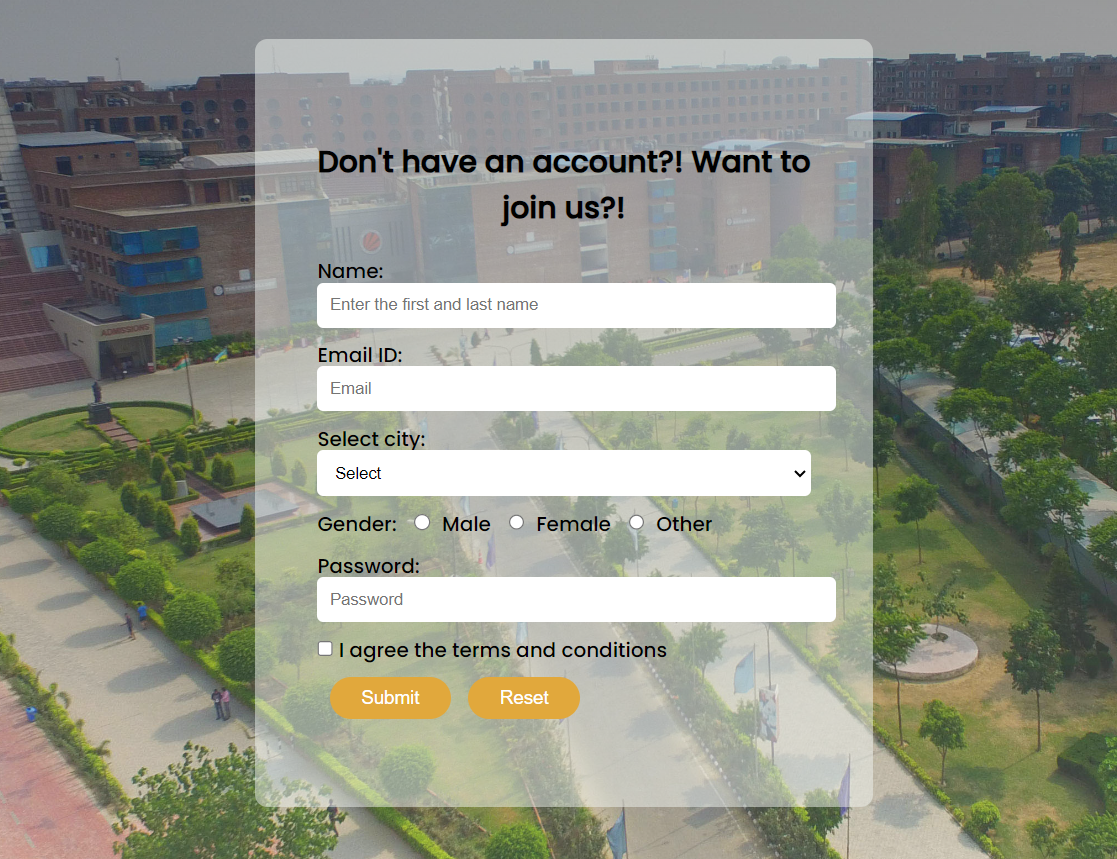 Don't have an account?! Want to
join us?!
Name:
Enter the first and last name
ADMISSIONS
Email ID:
Email
Select city:
Select
Gender: Male Female Other
Password:
Password
I agree the terms and conditions
Submit Reset